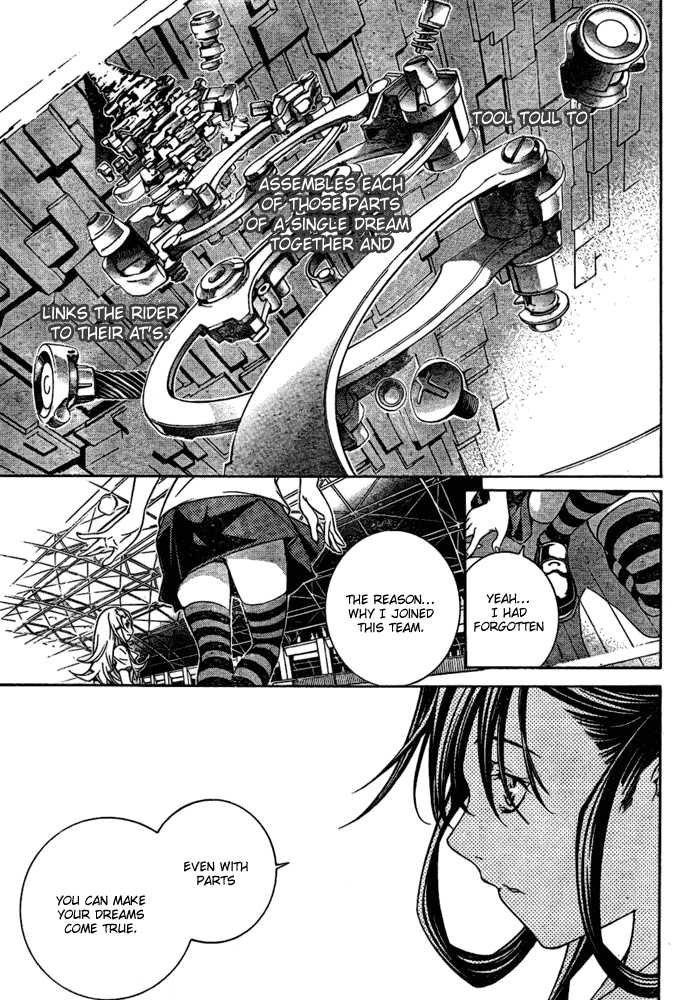 TOOL TOUL TO
ASSEMBLES EACH
OF THOSE PARTS
OF A SINGLE DREAM
TOGETHER AND
LINKS THE RIDER
TO THEIR AT'S.
YEAH...
I HAD
FORGOTTEN
THE REASON...
WHY I JOINED
THIS TEAM.
EVEN WITH
PARTS
YOU CAN MAKE
YOUR DREAMS
COME TRUE.